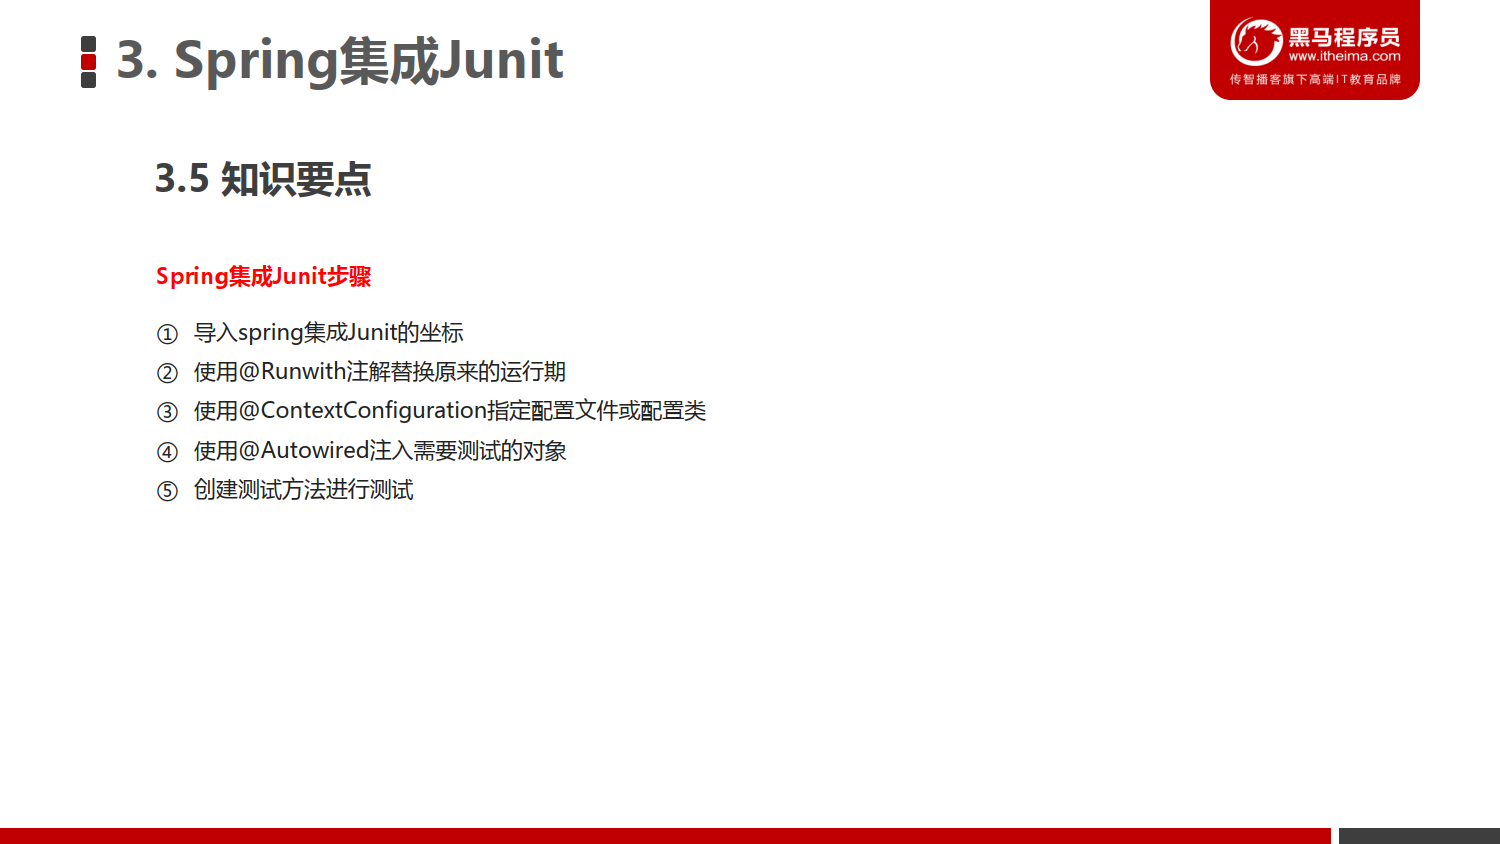 3. Spring集成Junit
黑马程序员
www.itheima.com
传智播客旗下高端IT教育品牌
3.5 知识要点
Spring集成Junit步骤
① 导入spring集成Junit的坐标
② 使用@Runwith注解替换原来的运行期
③ 使用@ContextConfiguration指定配置文件或配置类
④ 使用@Autowired注入需要测试的对象
⑤ 创建测试方法进行测试